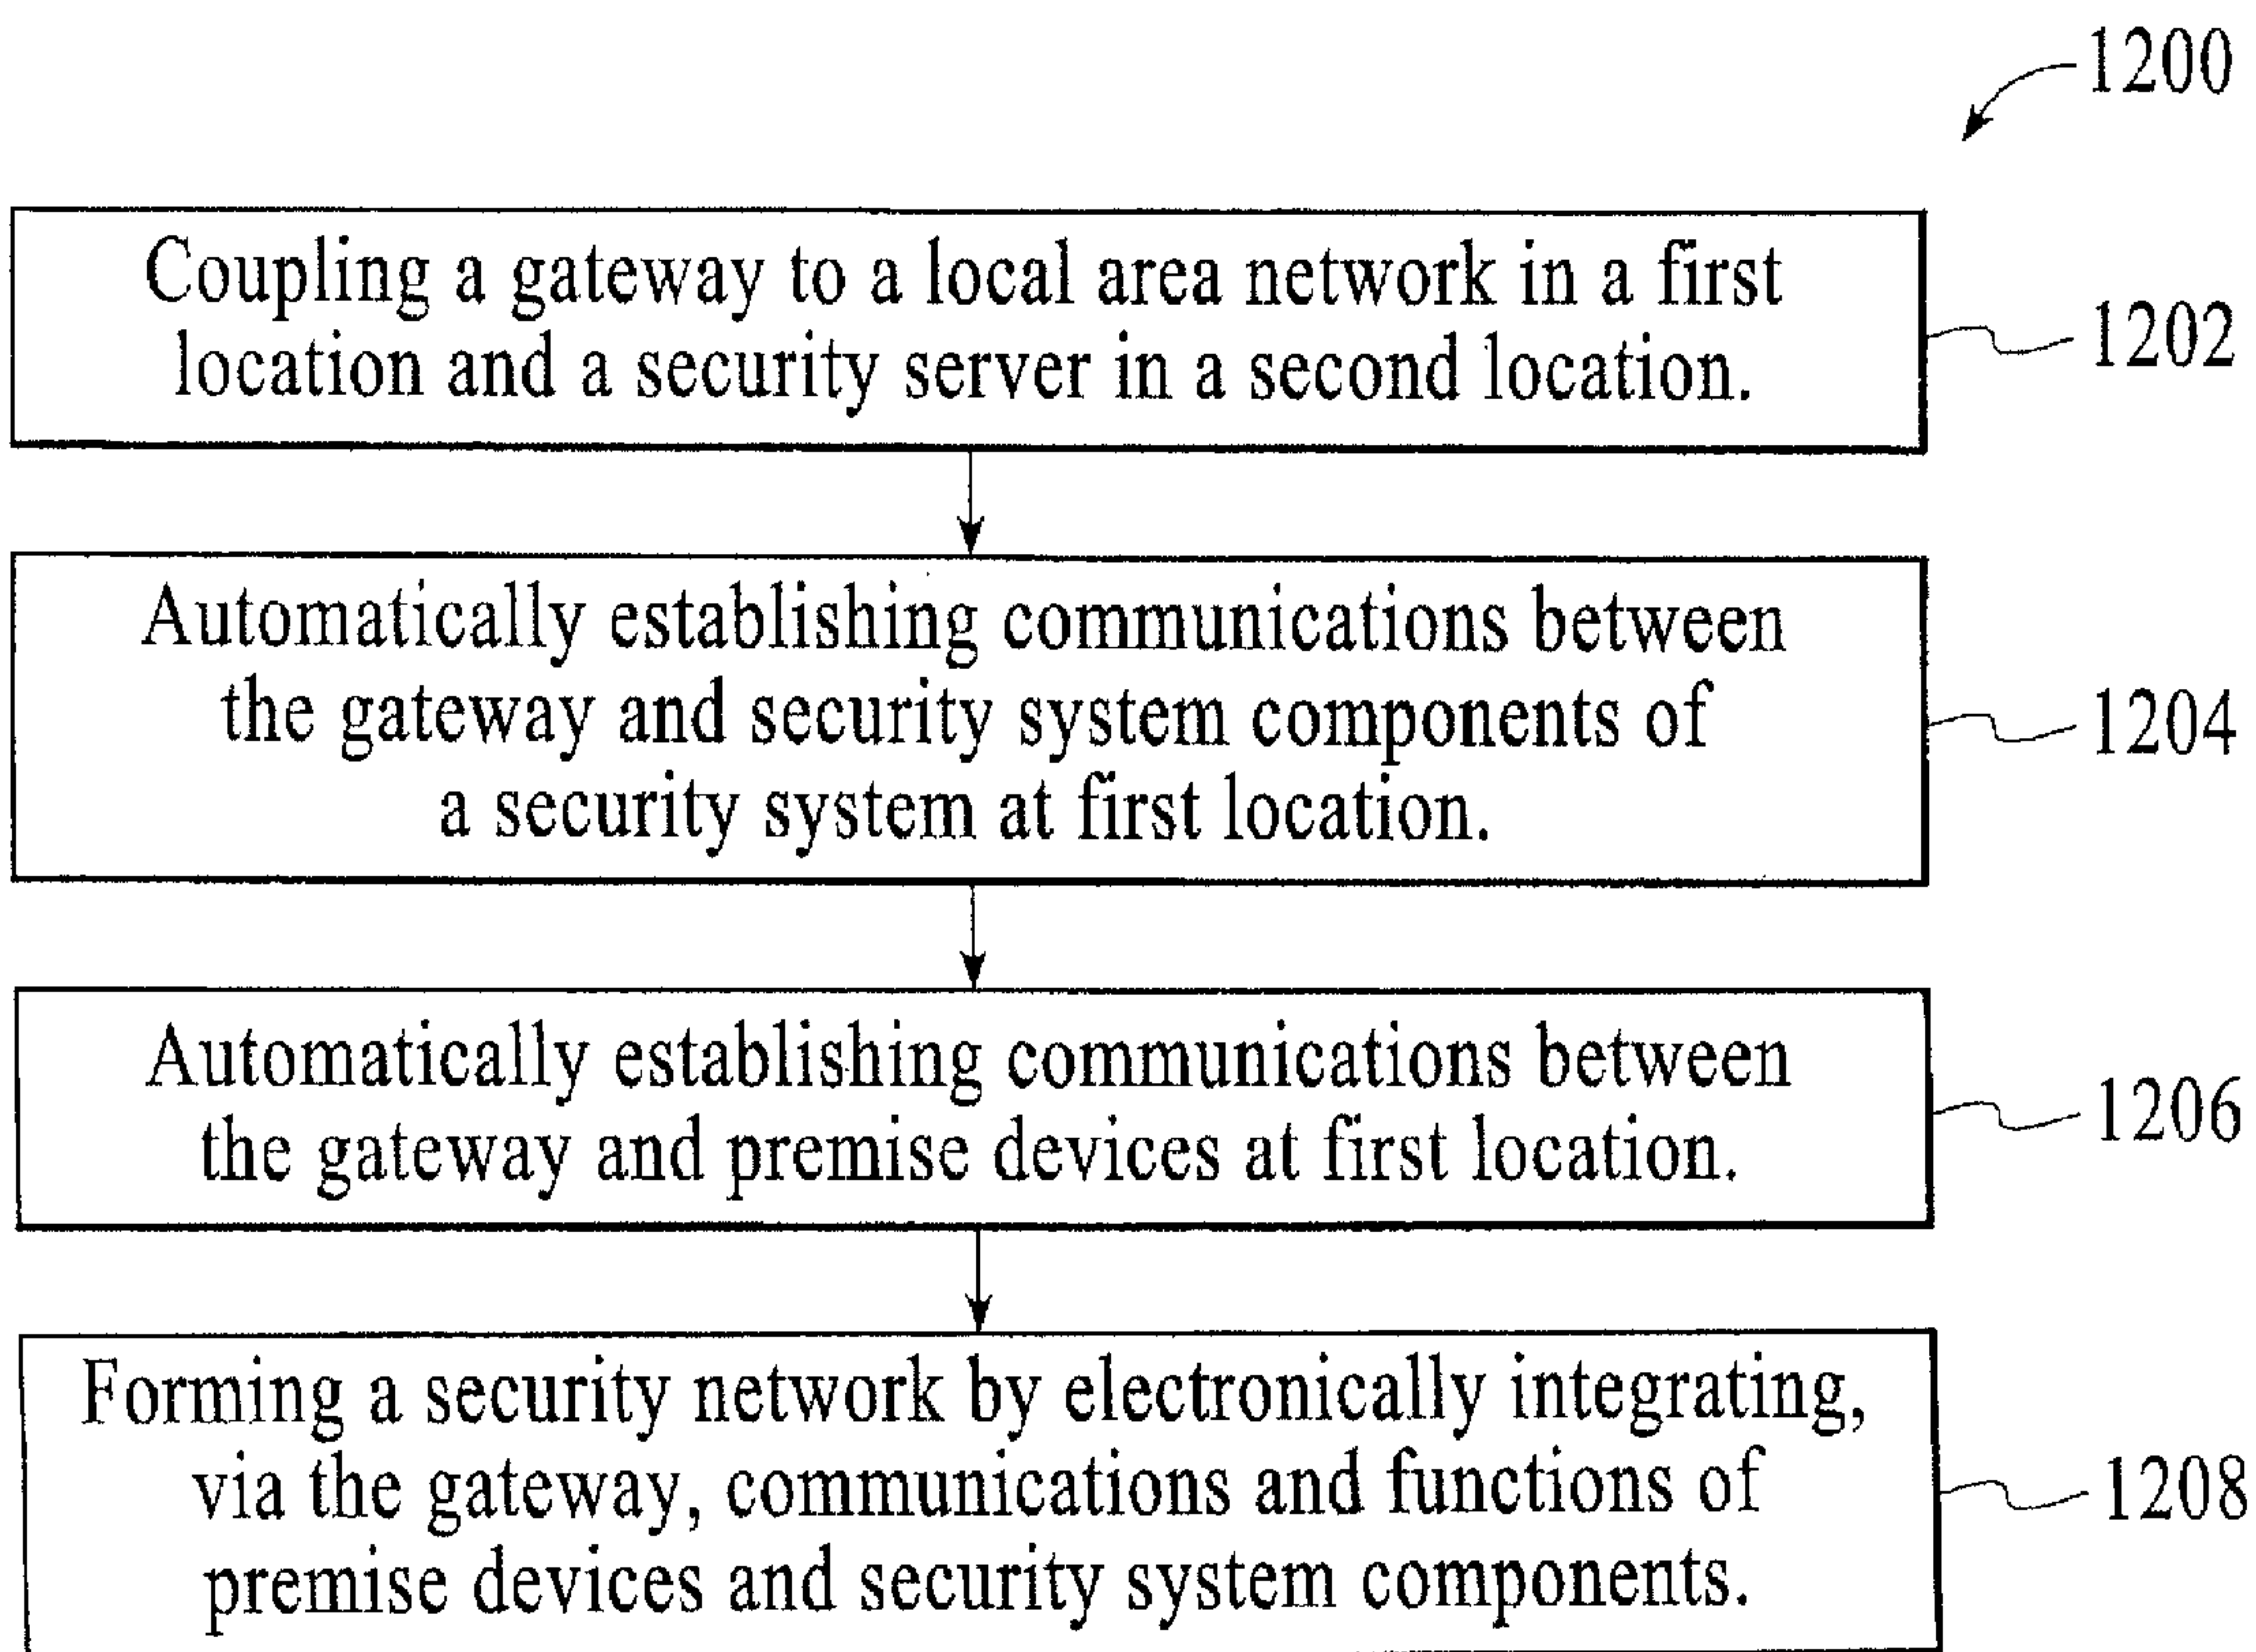 1200
Coupling a gateway to a local area network in a first
location and a security server in a second location.
1202
Automatically establishing communications between
the gateway and security system components of
a security system at first location.
1204
Automatically establishing communications between
the gateway and premise devices at first location.
1206
Forming a security network by electronically integrating,
via the gateway, communications and functions of
premise devices and security system components.
1208